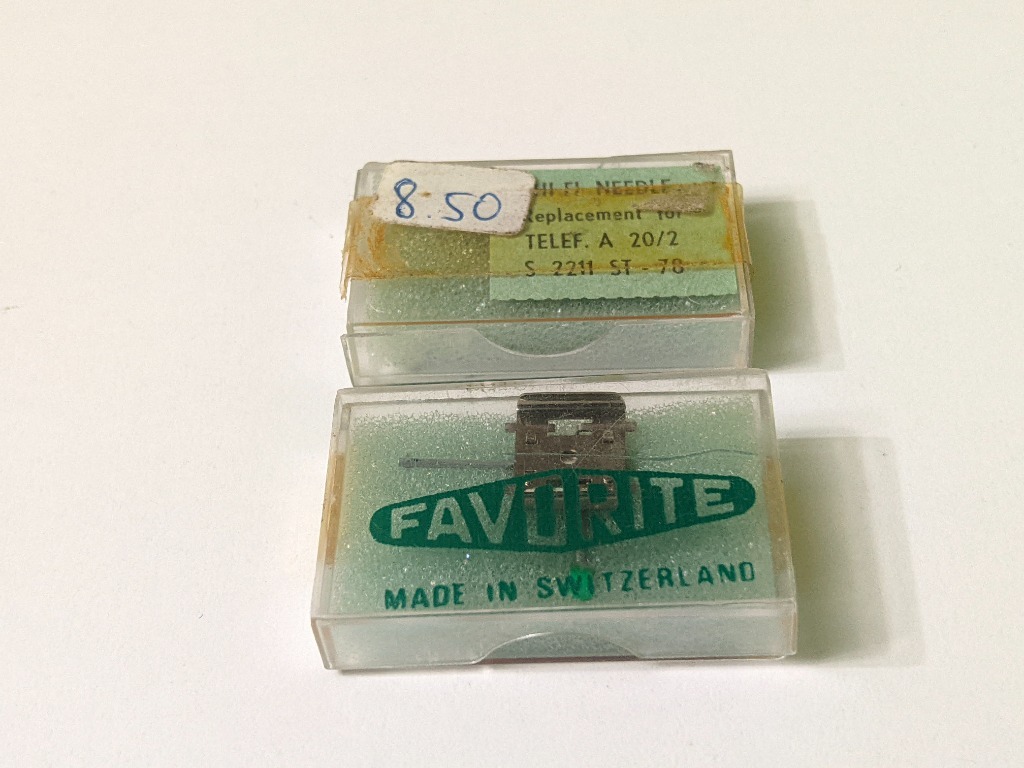 8.50
HI-FI NEEDLE
Replacement for
TELEF. A 20/2
S 2211 ST - 78
FAVORITE
MADE IN SWITZERLAND